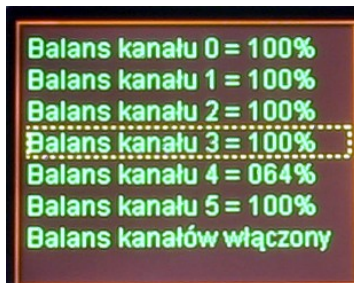 Balans kanału 0 = 100%
Balans kanału 1 = 100%
Balans kanału 2 = 100%
Balans kanału 3 = 100%
Balans kanału 4 = 064%
Balans kanału 5 = 100%
Balans kanałów włączony